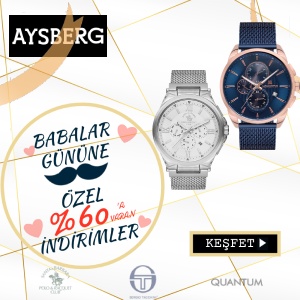 AYSBERG
BABALAR
GÜNÜNE
ÖZEL
%60 'A
VARAN
İNDİRİMLER
KEŞFET
QUANTUM